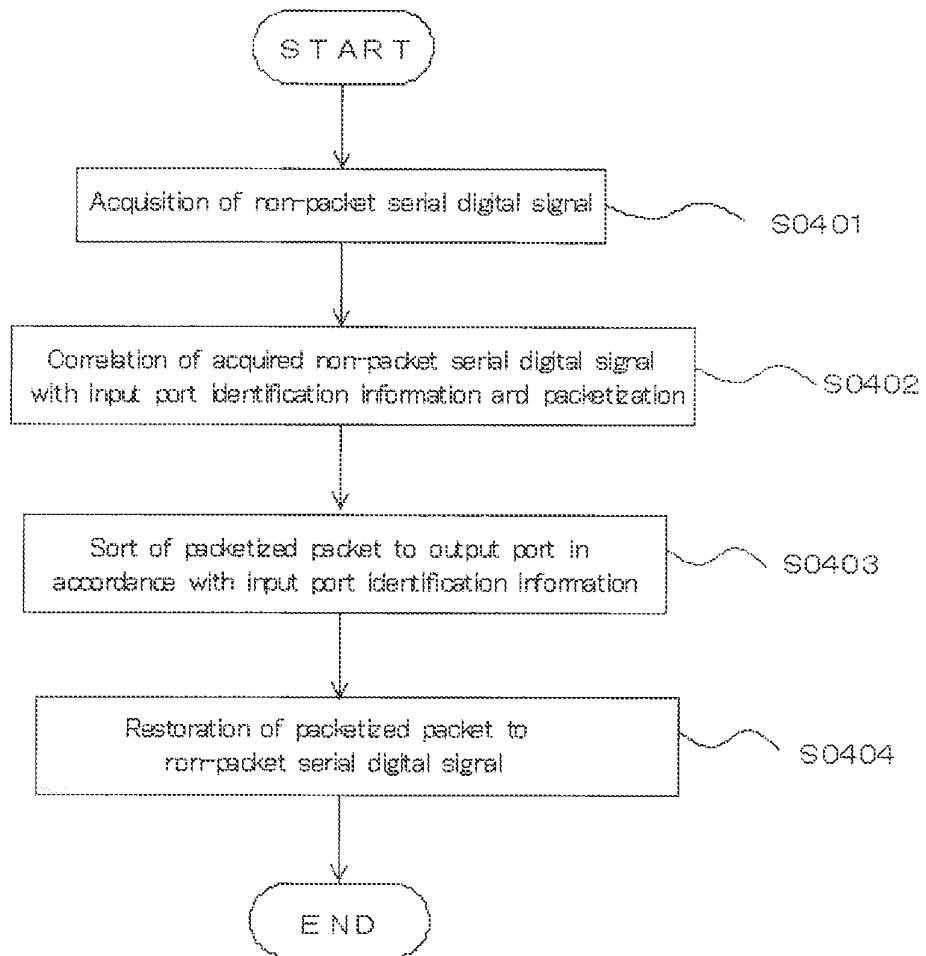 START
Acquisition of non-packet serial digital signal
S0401
Correlation of acquired non-packet serial digital signal
with input port identification information and packetization
S0402
Sort of packetized packet to output port in
accordance with input port identification information
S0403
Restoration of packetized packet to
non-packet serial digital signal
S0404
END